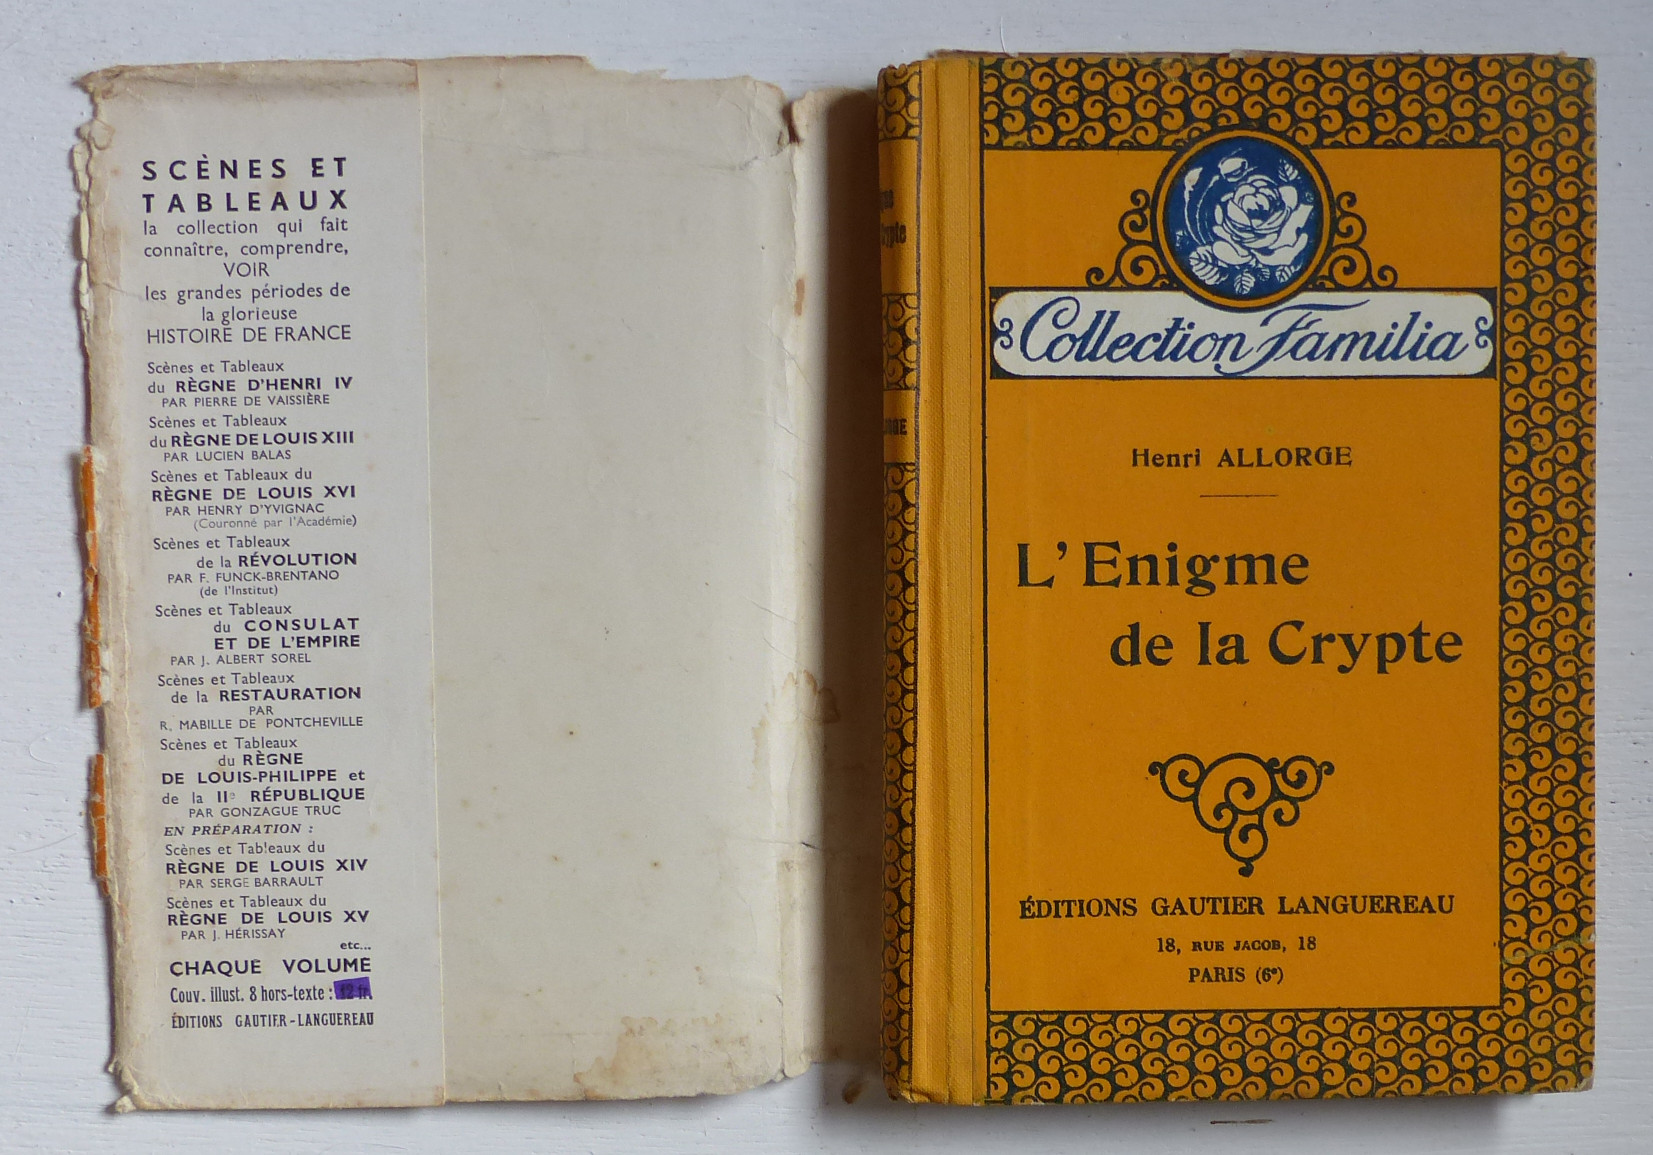 SCÈNES ET
TABLEAUX
la collection qui fait
connaître, comprendre,
VOIR
les grandes périodes de
la glorieuse
HISTOIRE DE FRANCE
Scènes et Tableaux
du RÈGNE D'HENRI IV
PAR PIERRE DE VAISSIÈRE
Scènes et Tableaux
du RÈGNE DE LOUIS XIII
PAR LUCIEN BALAS
Scènes et Tableaux du
RÈGNE DE LOUIS XVI
PAR HENRY D'YVIGNAC
(Couronné par l'Académie)
Scènes et Tableaux
de la RÉVOLUTION
PAR F. FUNCK-BRENTANO
(de l'Institut)
Scènes et Tableaux
du CONSULAT
ET DE L'EMPIRE
PAR J. ALBERT SOREL
Scènes et Tableaux
de la RESTAURATION
PAR
R. MABILLE DE PONTCHEVILLE
Scènes et Tableaux
du RÈGNE
DE LOUIS-PHILIPPE et
de la IIe RÉPUBLIQUE
PAR GONZAGUE TRUC
EN PRÉPARATION :
Scènes et Tableaux du
RÈGNE DE LOUIS XIV
PAR SERGE BARRAULT
Scènes et Tableaux du
RÈGNE DE LOUIS XV
PAR J. HÉRISSAY
etc...
CHAQUE VOLUME
Couv. illust. 8 hors-texte : 12 fr.
ÉDITIONS GAUTIER-LANGUEREAU
Collection Familia
Henri ALLORGE
L'Enigme
de la Crypte
ÉDITIONS GAUTIER LANGUEREAU
18, RUE JACOB, 18
PARIS (6e)